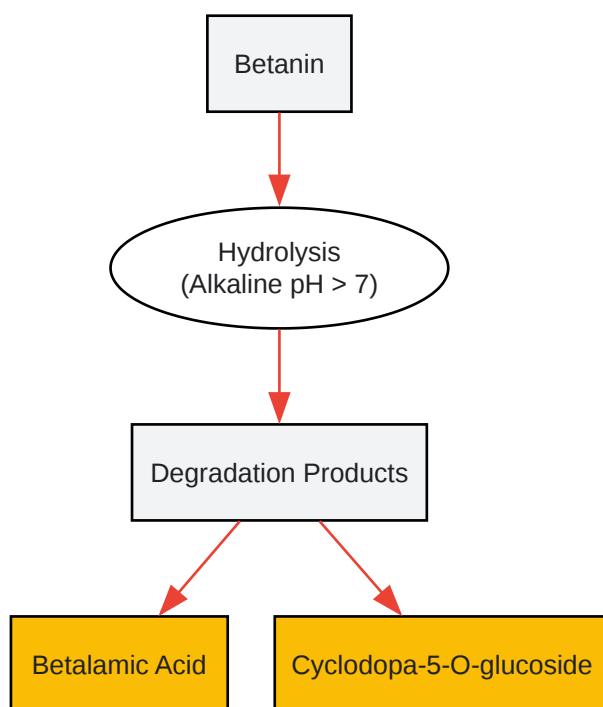 Betanin
Hydrolysis
(Alkaline pH > 7)
Degradation Products
Betalamic Acid
Cyclodopa-5-O-glucoside